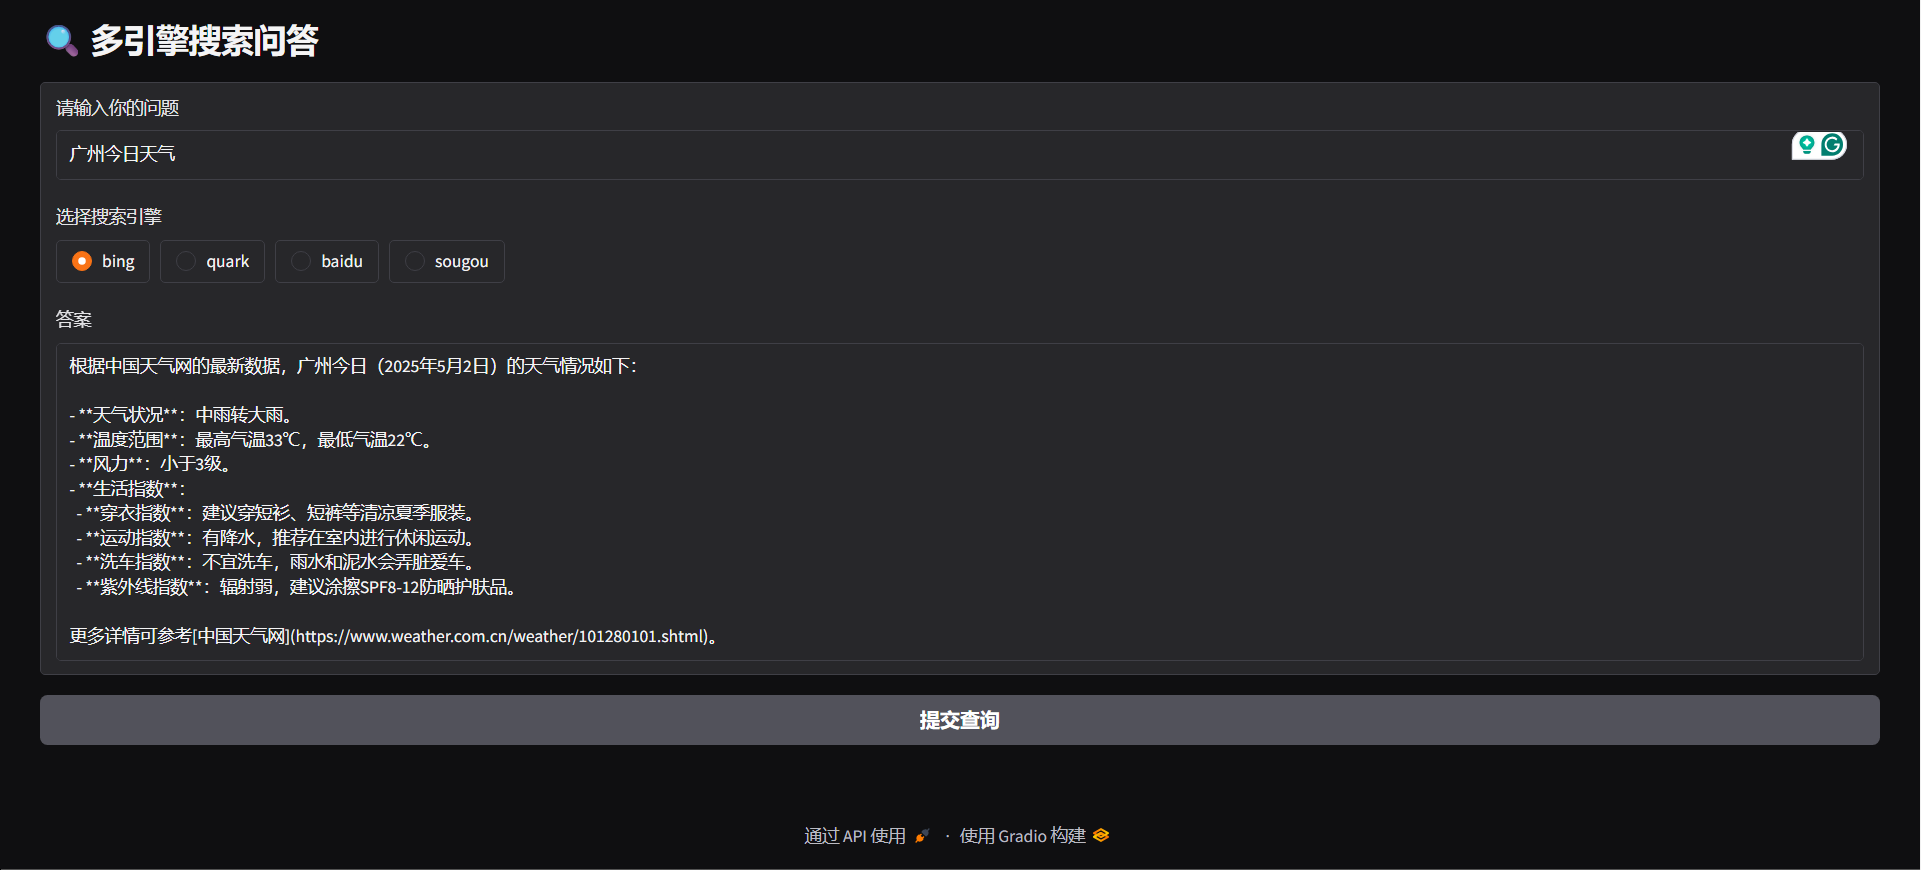 多引擎搜索问答
请输入你的问题
广州今日天气
选择搜索引擎
bing quark baidu sougou
答案
根据中国天气网的最新数据，广州今日（2025年5月2日）的天气情况如下：
- **天气状况**：中雨转大雨。
- **温度范围**：最高气温33℃，最低气温22℃。
- **风力**：小于3级。
- **生活指数**：
- **穿衣指数**：建议穿短衫、短裤等清凉夏季服装。
- **运动指数**：有降水，推荐在室内进行休闲运动。
- **洗车指数**：不宜洗车，雨水和泥水会弄脏爱车。
- **紫外线指数**：辐射弱，建议涂擦SPF8-12防晒护肤品。
更多详情可参考[中国天气网](https://www.weather.com.cn/weather/101280101.shtml)。
提交查询
通过 API 使用 · 使用 Gradio 构建